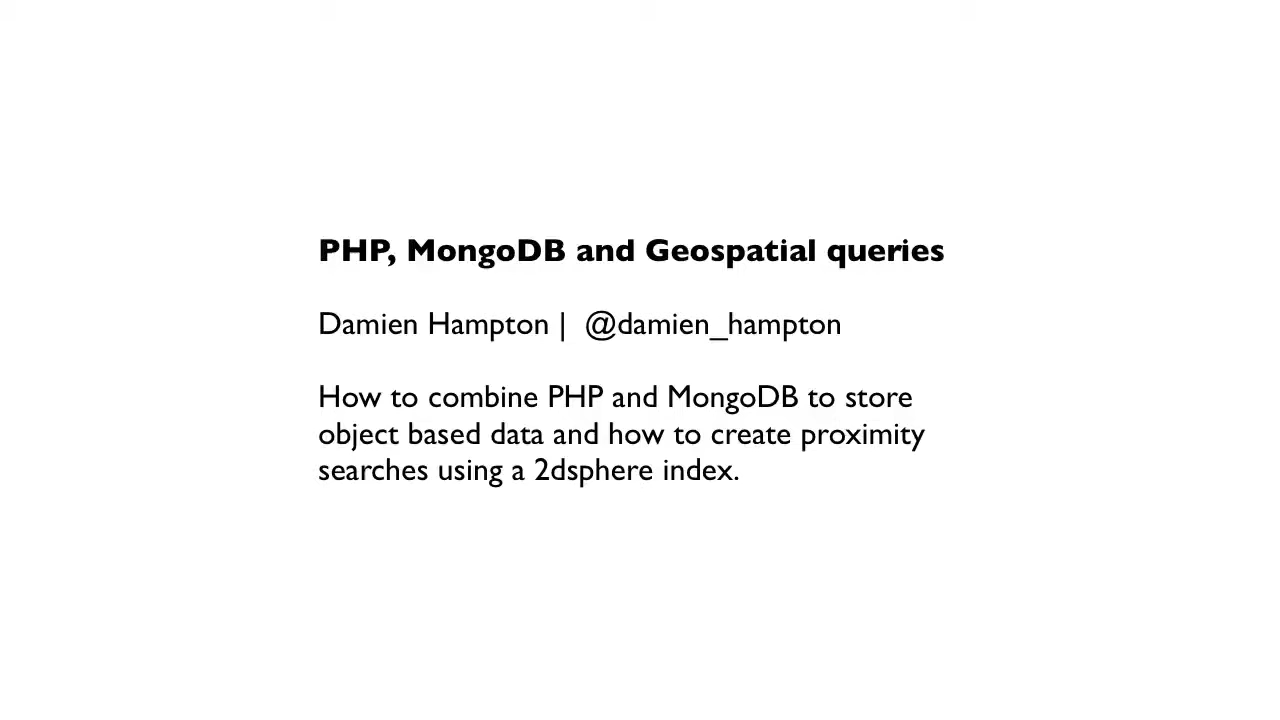 PHP, MongoDB and Geospatial queries
Damien Hampton | @damien_hampton
How to combine PHP and MongoDB to store
object based data and how to create proximity
searches using a 2dsphere index.